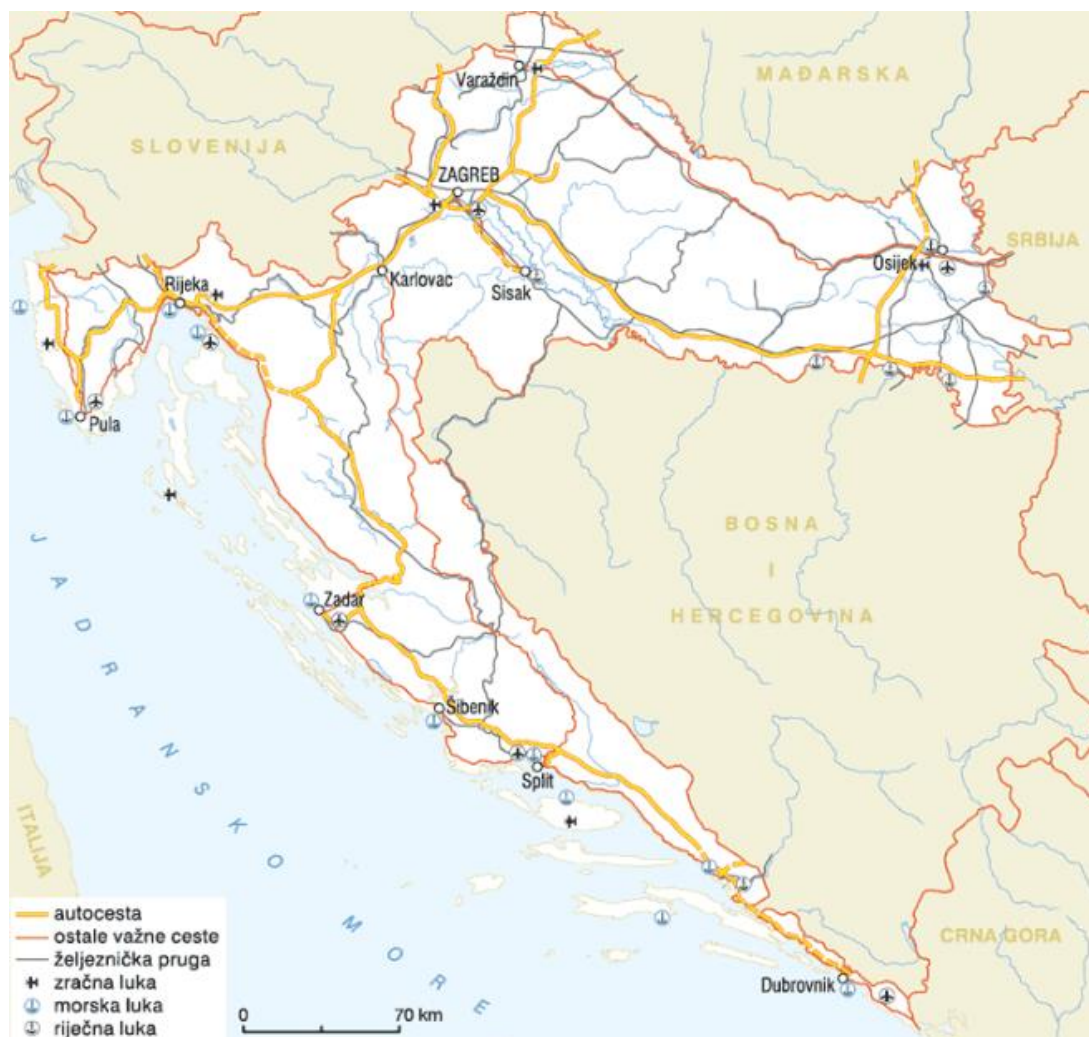 MAĐARSKA
Varaždin
SLOVENIJA
ZAGREB
SRBIJA
Osijek
Rijeka
Karlovac
Sisak
Pula
BOSNA
I
HERCEGOVINA
Zadar
Šibenik
Split
JADRANSKO MORE
ITALIJA
CRNA GORA
Dubrovnik
autocesta
ostale važne ceste
željeznička pruga
zračna luka
morska luka
riječna luka
0 70 km